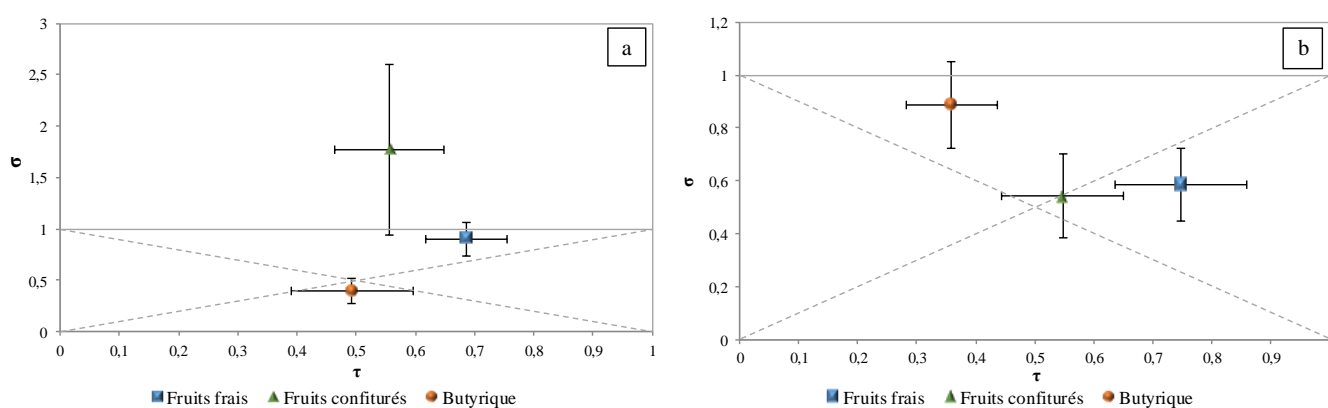 a
3
2,5
2
1,5
1
0,5
0
σ
0 0,1 0,2 0,3 0,4 0,5 0,6 0,7 0,8 0,9 1
τ
Fruits frais Fruits confiturés Butyrique
b
1,2
1
0,8
0,6
0,4
0,2
0
σ
0 0,1 0,2 0,3 0,4 0,5 0,6 0,7 0,8 0,9
τ
Fruits frais Fruits confiturés Butyrique